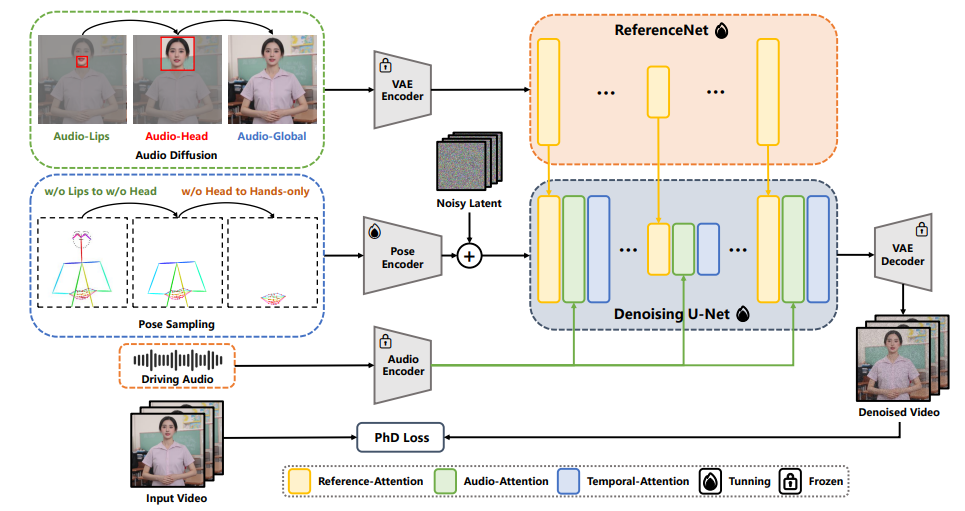 Audio-Lips
Audio-Head
Audio-Global
Audio Diffusion
VAE
Encoder
ReferenceNet
...
...
Noisy Latent
w/o Lips to w/o Head
w/o Head to Hands-only
Pose Sampling
Pose
Encoder
+
...
...
Denoising U-Net
VAE
Decoder
Driving Audio
Audio
Encoder
Denoised Video
Input Video
PhD Loss
Reference-Attention
Audio-Attention
Temporal-Attention
Tunning
Frozen